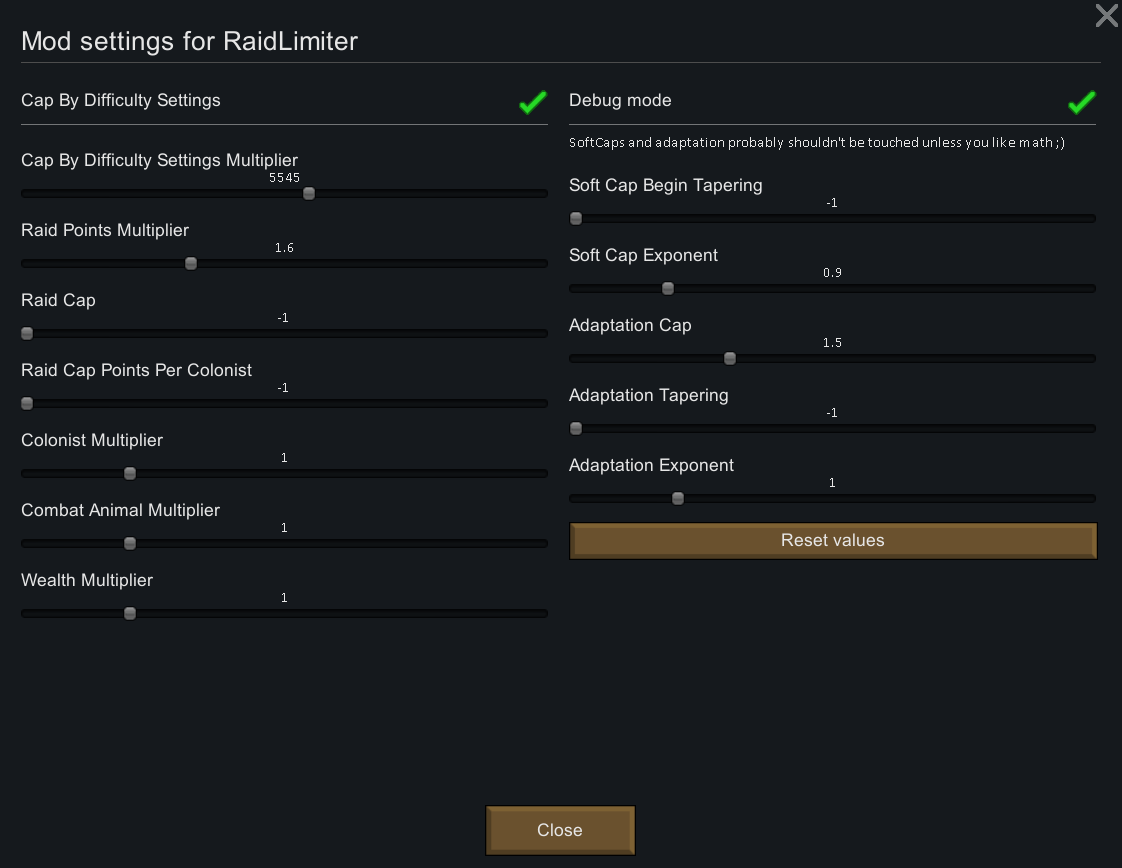 Mod settings for RaidLimiter
Cap By Difficulty Settings
Cap By Difficulty Settings Multiplier
5545
Raid Points Multiplier
1.6
Raid Cap
-1
Raid Cap Points Per Colonist
-1
Colonist Multiplier
1
Combat Animal Multiplier
1
Wealth Multiplier
1
Debug mode
SoftCaps and adaptation probably shouldn't be touched unless you like math ;)
Soft Cap Begin Tapering
-1
Soft Cap Exponent
0.9
Adaptation Cap
1.5
Adaptation Tapering
-1
Adaptation Exponent
1
Reset values
Close